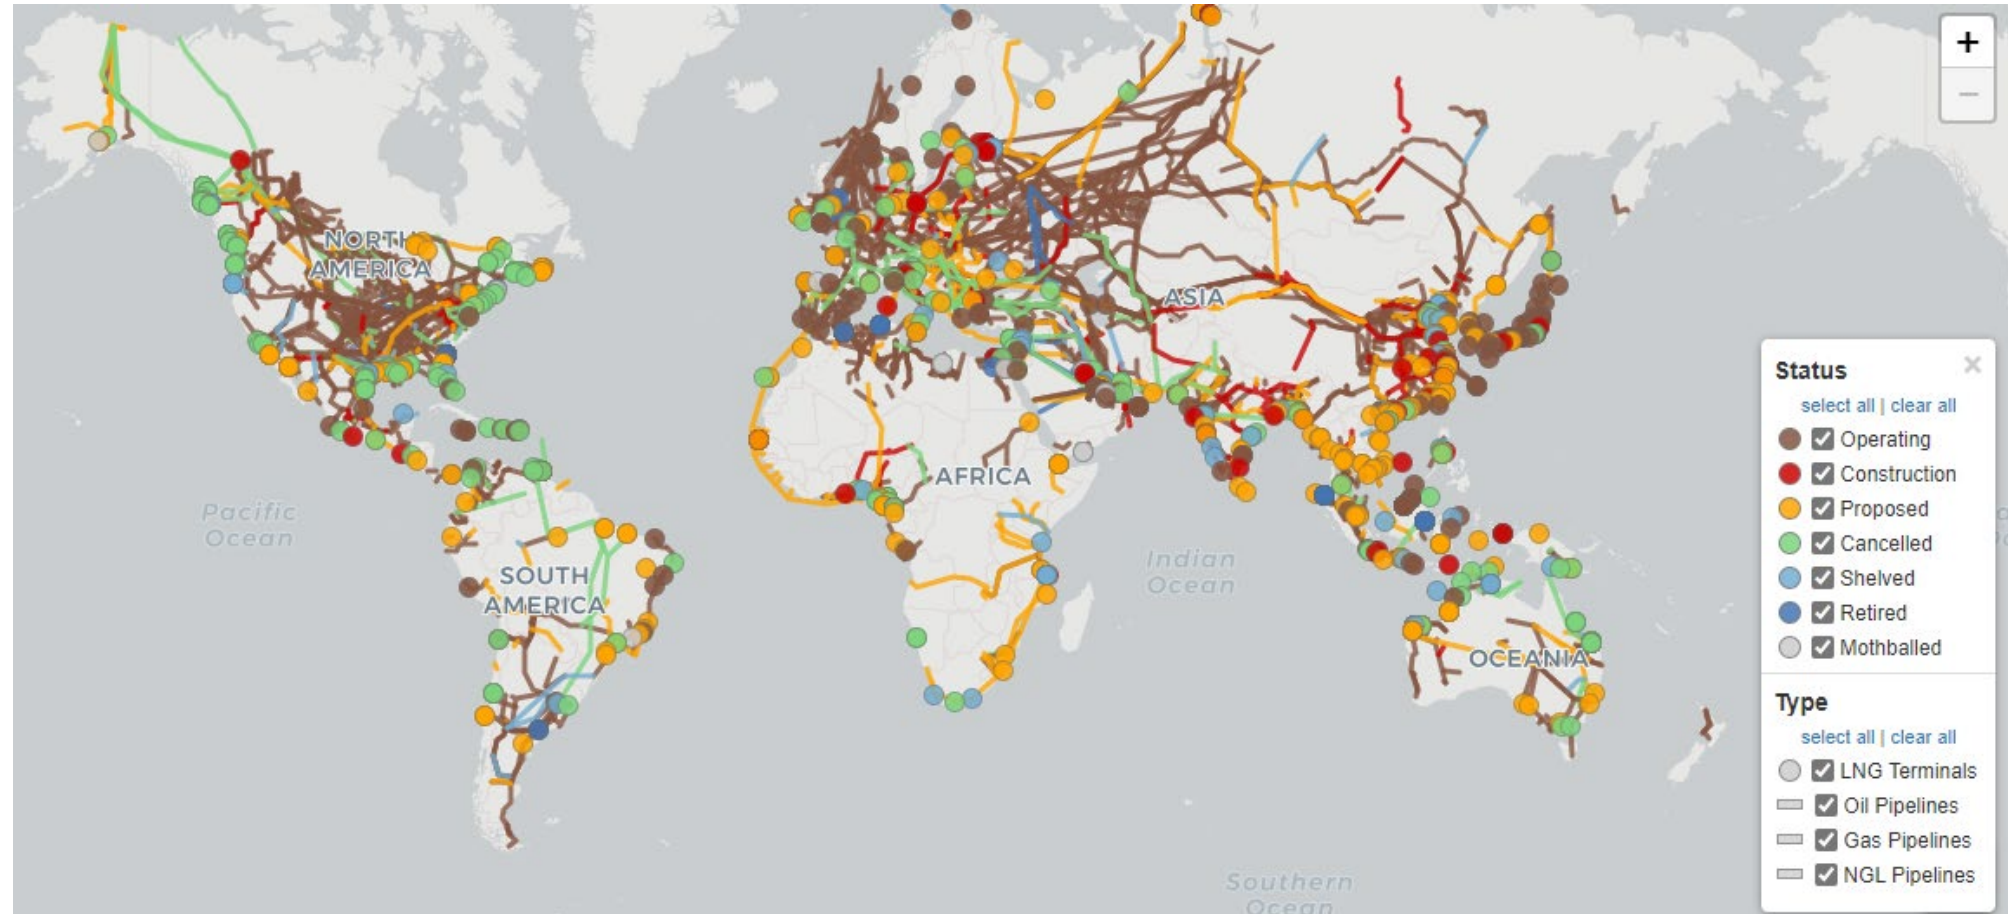 NORTH
AMERICA
ASIA
AFRICA
SOUTH
AMERICA
OCEANIA
Pacific
Ocean
Indian
Ocean
Southern
Ocean
+
−
Status
×
select all | clear all
Operating
Construction
Proposed
Cancelled
Shelved
Retired
Mothballed
Type
select all | clear all
LNG Terminals
Oil Pipelines
Gas Pipelines
NGL Pipelines